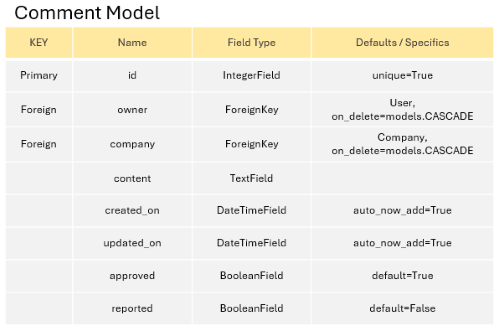 Comment Model
KEY Name Field Type Defaults / Specifics
Primary id IntegerField unique=True
Foreign owner ForeignKey User,
on_delete=models.CASCADE
Foreign company ForeignKey Company,
on_delete=models.CASCADE
content TextField
created_on DateTimeField auto_now_add=True
updated_on DateTimeField auto_now_add=True
approved BooleanField default=True
reported BooleanField default=False